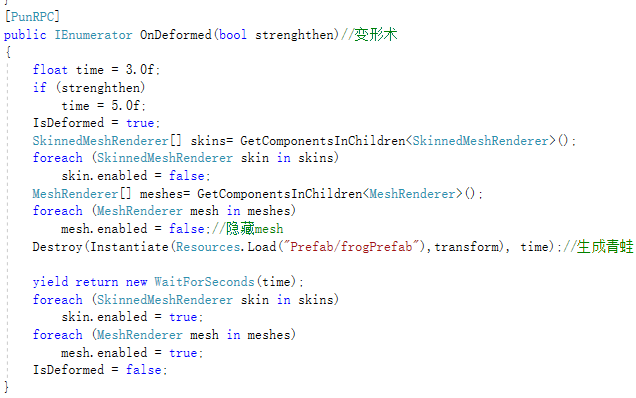 [PunRPC]
public IEnumerator OnDeformed(bool strenghthen)//变形术
{
float time = 3.0f;
if (strenghthen)
time = 5.0f;
IsDeformed = true;
SkinnedMeshRenderer[] skins= GetComponentsInChildren<SkinnedMeshRenderer>();
foreach (SkinnedMeshRenderer skin in skins)
skin.enabled = false;
MeshRenderer[] meshes= GetComponentsInChildren<MeshRenderer>();
foreach (MeshRenderer mesh in meshes)
mesh.enabled = false;//隐藏mesh
Destroy(Instantiate(Resources.Load("Prefab/frogPrefab"),transform), time);//生成青蛙
yield return new WaitForSeconds(time);
foreach (SkinnedMeshRenderer skin in skins)
skin.enabled = true;
foreach (MeshRenderer mesh in meshes)
mesh.enabled = true;
IsDeformed = false;
}